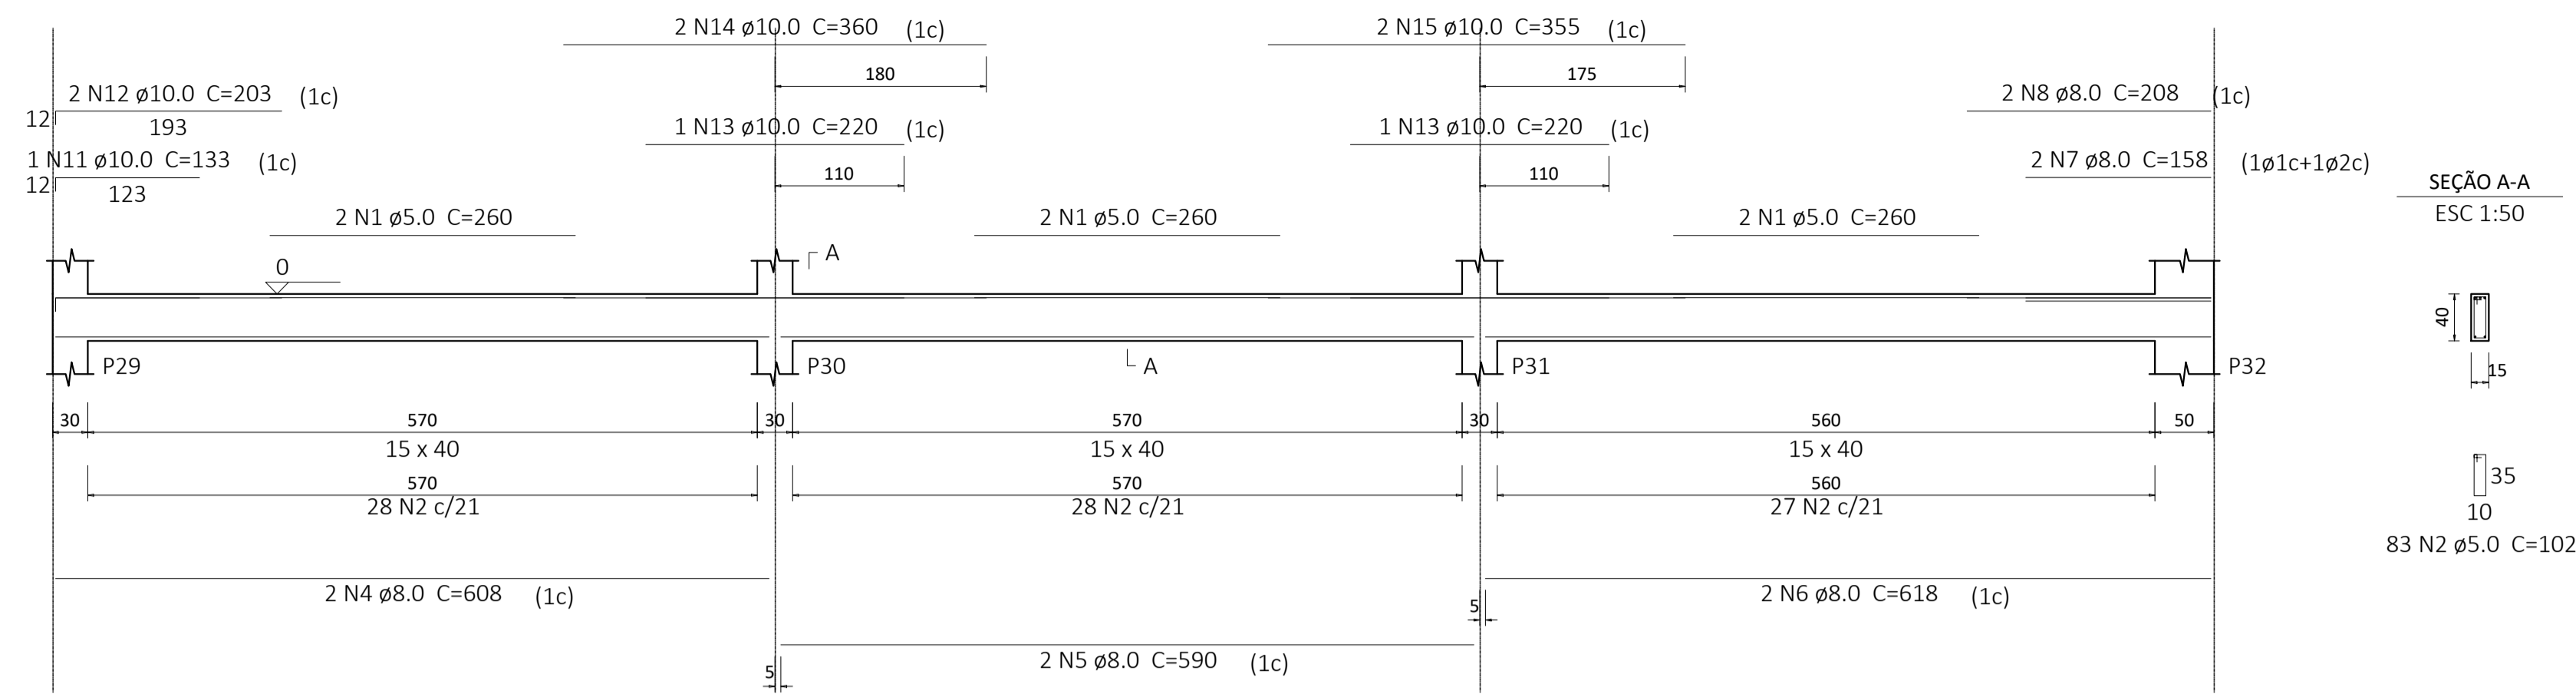 2 N14 ø10.0 C=360 (1c)
2 N15 ø10.0 C=355 (1c)
180
175
2 N12 ø10.0 C=203 (1c)
12
193
2 N8 ø8.0 C=208 (1c)
1 N13 ø10.0 C=220 (1c)
1 N13 ø10.0 C=220 (1c)
1 N11 ø10.0 C=133 (1c)
12
123
110
110
2 N7 ø8.0 C=158 (1ø1c+1ø2c)
SEÇÃO A-A
ESC 1:50
2 N1 ø5.0 C=260
2 N1 ø5.0 C=260
2 N1 ø5.0 C=260
A
0
40
P29
P30
A
P31
P32
15
30
570
30
570
30
560
50
15 x 40
15 x 40
15 x 40
570
570
560
28 N2 c/21
28 N2 c/21
27 N2 c/21
35
10
83 N2 ø5.0 C=102
2 N4 ø8.0 C=608 (1c)
5
2 N6 ø8.0 C=618 (1c)
5
2 N5 ø8.0 C=590 (1c)